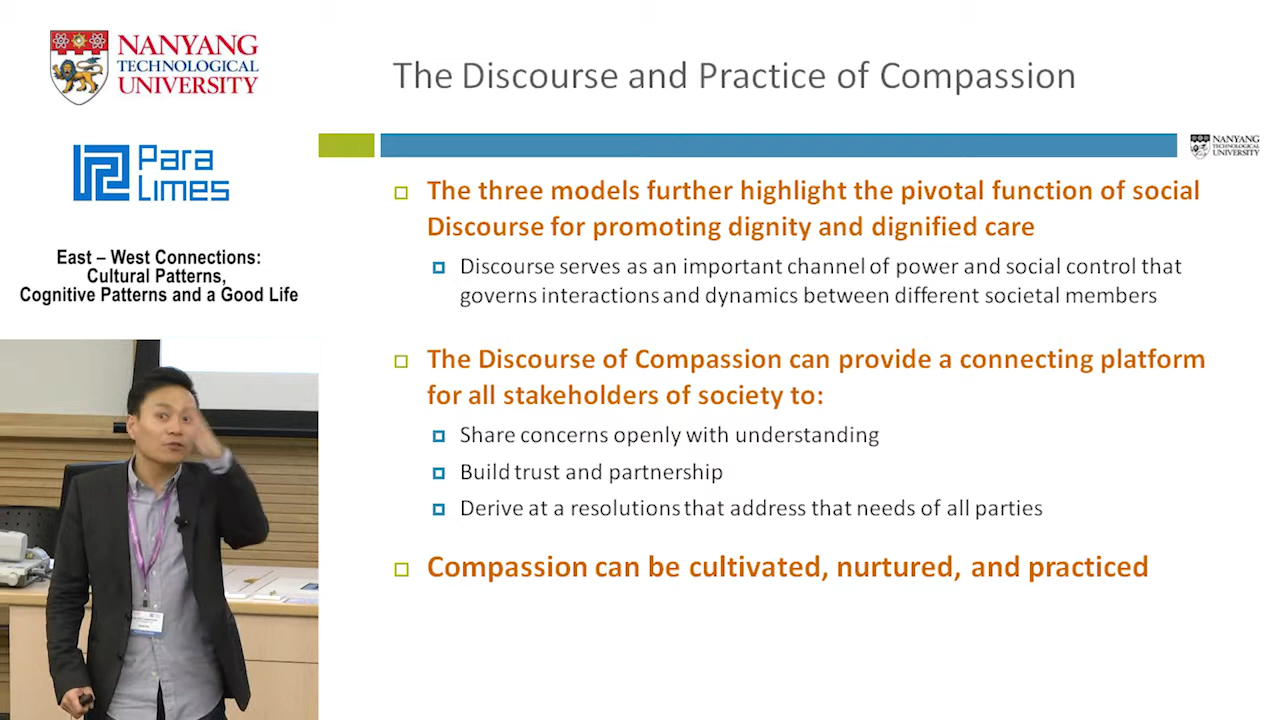 NANYANG
TECHNOLOGICAL
UNIVERSITY
Para
Limes
East – West Connections:
Cultural Patterns,
Cognitive Patterns and a Good Life
The Discourse and Practice of Compassion
NANYANG
TECHNOLOGICAL
UNIVERSITY
The three models further highlight the pivotal function of social
Discourse for promoting dignity and dignified care
Discourse serves as an important channel of power and social control that
governs interactions and dynamics between different societal members
The Discourse of Compassion can provide a connecting platform
for all stakeholders of society to:
Share concerns openly with understanding
Build trust and partnership
Derive at a resolutions that address that needs of all parties
Compassion can be cultivated, nurtured, and practiced